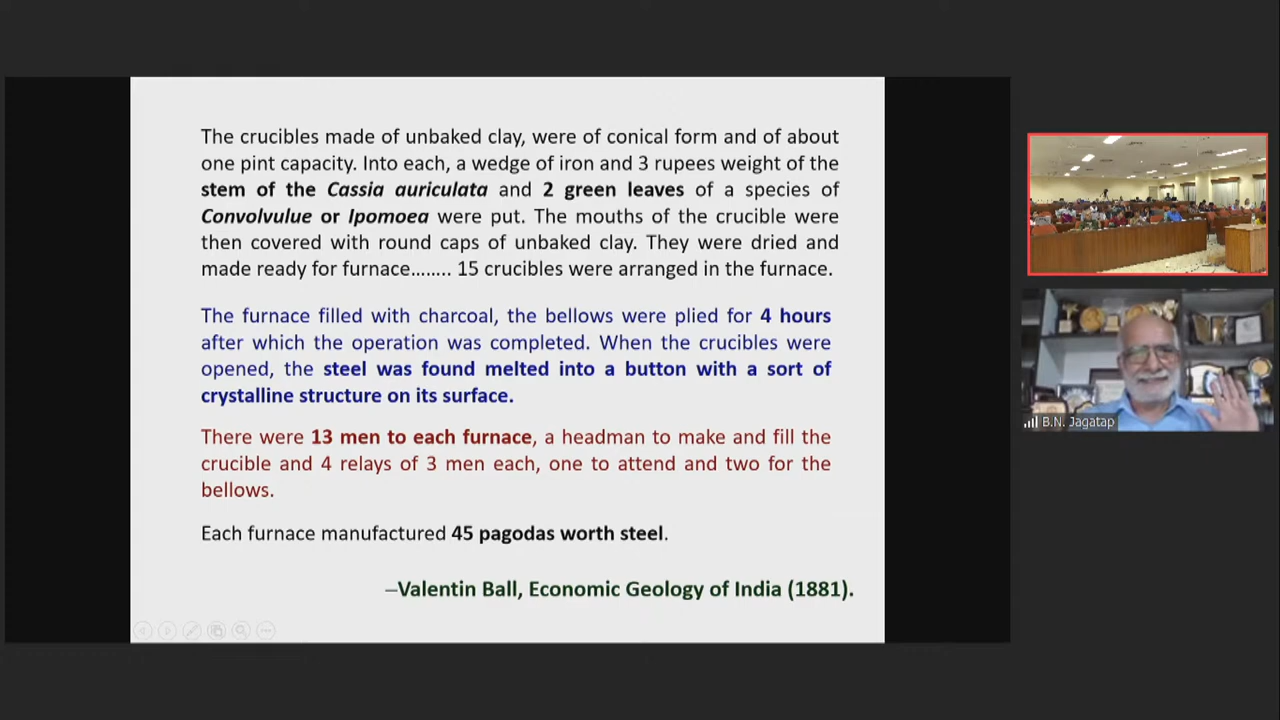 The crucibles made of unbaked clay, were of conical form and of about
one pint capacity. Into each, a wedge of iron and 3 rupees weight of the
stem of the Cassia auriculata and 2 green leaves of a species of
Convolvulue or Ipomoea were put. The mouths of the crucible were
then covered with round caps of unbaked clay. They were dried and
made ready for furnace…….. 15 crucibles were arranged in the furnace.
The furnace filled with charcoal, the bellows were plied for 4 hours
after which the operation was completed. When the crucibles were
opened, the steel was found melted into a button with a sort of
crystalline structure on its surface.
There were 13 men to each furnace, a headman to make and fill the
crucible and 4 relays of 3 men each, one to attend and two for the
bellows.
Each furnace manufactured 45 pagodas worth steel.
–Valentin Ball, Economic Geology of India (1881).
B.N. Jagatap